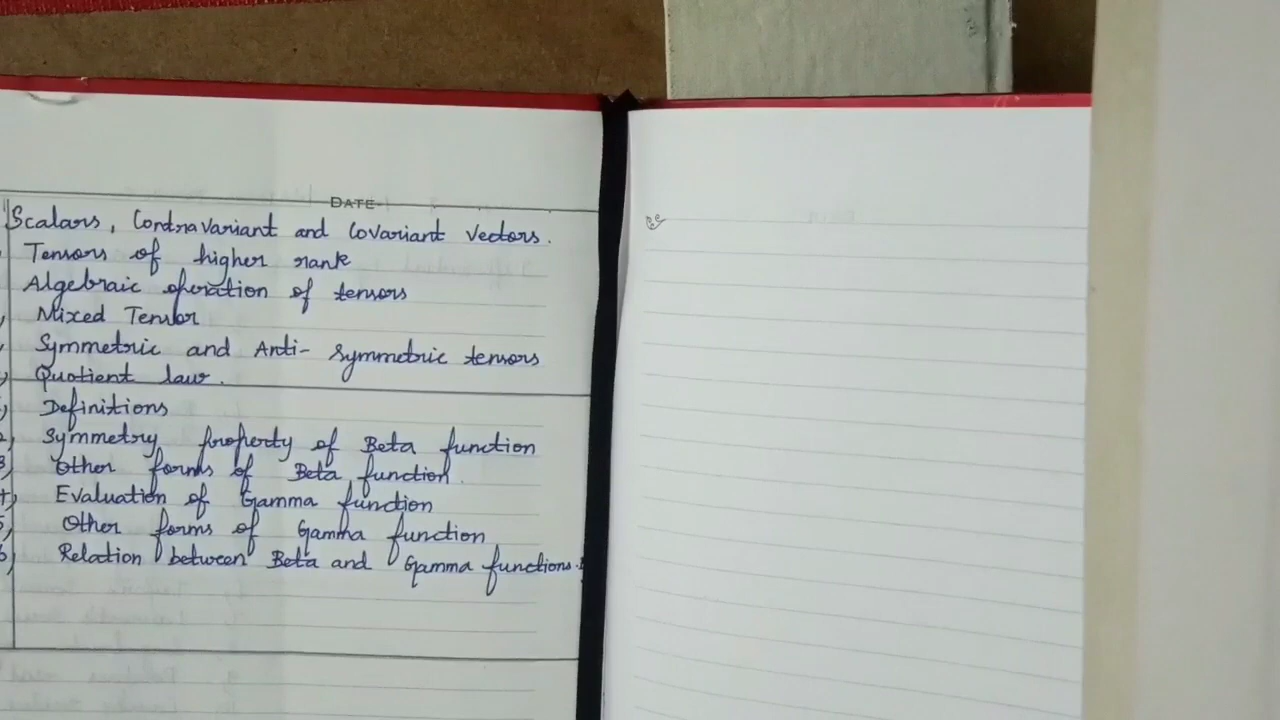 DATE
Scalars, Contravariant and Covariant vectors.
Tensors of higher rank
Algebraic operation of tensors
Mixed Tensor
Symmetric and Anti- Symmetric tensors
Quotient law.
Definitions
Symmetry property of Beta function
3) Other forms of Beta function.
Evaluation of Gamma function
Other forms of Gamma function
Relation between Beta and Gamma functions.